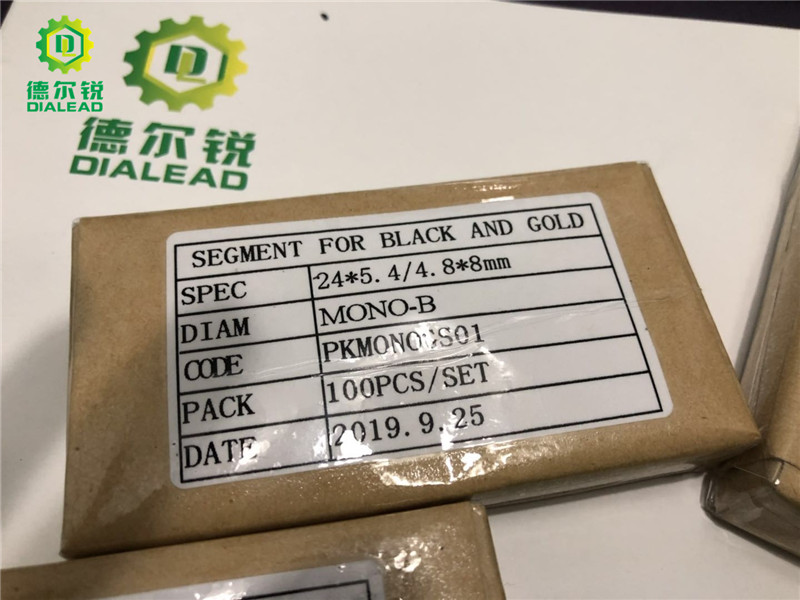 德尔锐
DIALEAD
德尔锐
DIALEAD
SEGMENT FOR BLACK AND GOLD
SPEC 24*5.4/4.8*8mm
DIAM MONO-B
CODE PKMONOCS01
PACK 100PCS/SET
DATE 2019.9.25